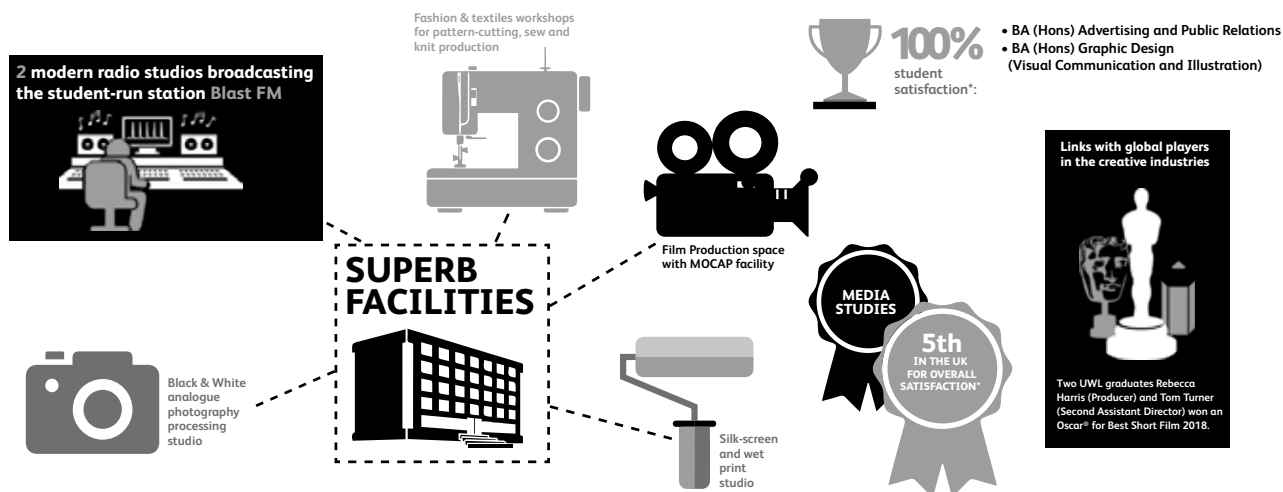 Fashion & textiles workshops
for pattern-cutting, sew and
knit production
2 modern radio studios broadcasting
the student-run station Blast FM
100%
student
satisfaction*:
• BA (Hons) Advertising and Public Relations
• BA (Hons) Graphic Design
(Visual Communication and Illustration)
Links with global players
in the creative industries
Film Production space
with MOCAP facility
SUPERB
FACILITIES
MEDIA
STUDIES
5th
IN THE UK
FOR OVERALL
SATISFACTION*
Black & White
analogue
photography
processing
studio
Silk-screen
and wet
print
studio
Two UWL graduates Rebecca
Harris (Producer) and Tom Turner
(Second Assistant Director) won an
Oscar® for Best Short Film 2018.